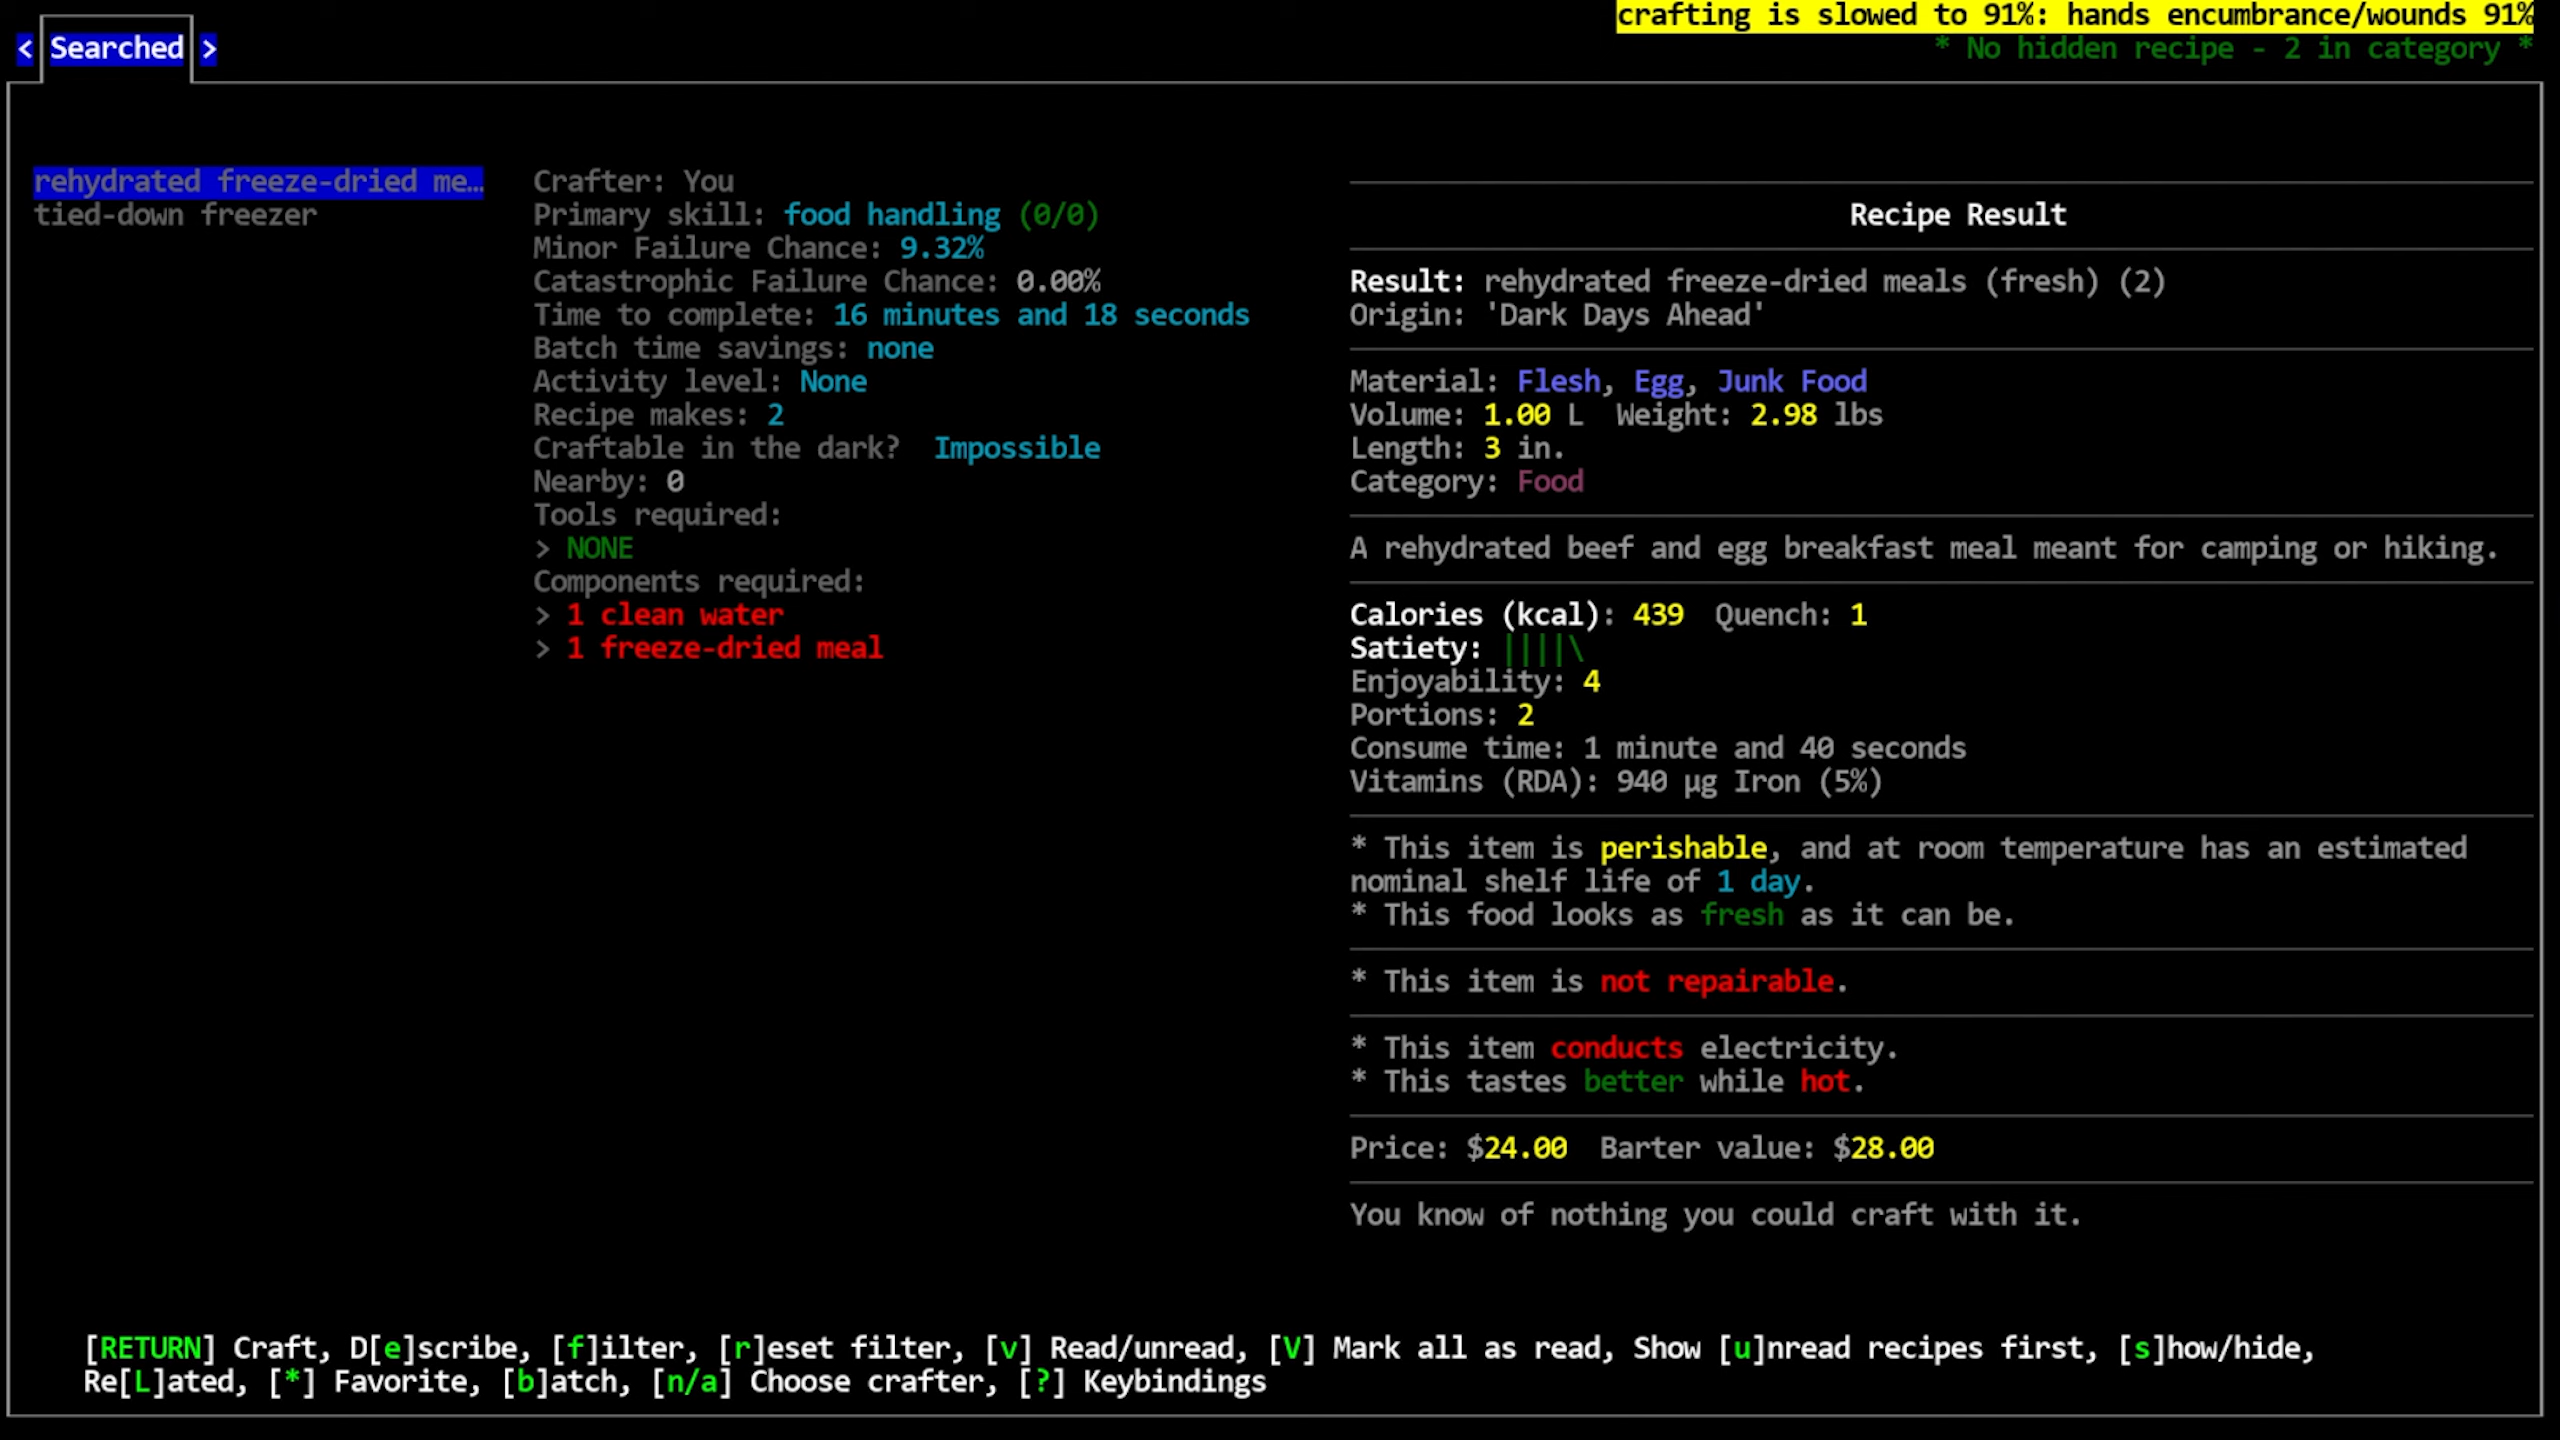 crafting is slowed to 91%: hands encumbrance/wounds 91%
< Searched >
* No hidden recipe - 2 in category *
rehydrated freeze-dried me…
tied-down freezer
Crafter: You
Primary skill: food handling (0/0)
Minor Failure Chance: 9.32%
Catastrophic Failure Chance: 0.00%
Time to complete: 16 minutes and 18 seconds
Batch time savings: none
Activity level: None
Recipe makes: 2
Craftable in the dark?  Impossible
Nearby: 0
Tools required:
> NONE
Components required:
> 1 clean water
> 1 freeze-dried meal
Recipe Result
Result: rehydrated freeze-dried meals (fresh) (2)
Origin: 'Dark Days Ahead'
Material: Flesh, Egg, Junk Food
Volume: 1.00 L  Weight: 2.98 lbs
Length: 3 in.
Category: Food
A rehydrated beef and egg breakfast meal meant for camping or hiking.
Calories (kcal): 439  Quench: 1
Satiety: ||||\
Enjoyability: 4
Portions: 2
Consume time: 1 minute and 40 seconds
Vitamins (RDA): 940 μg Iron (5%)
* This item is perishable, and at room temperature has an estimated
nominal shelf life of 1 day.
* This food looks as fresh as it can be.
* This item is not repairable.
* This item conducts electricity.
* This tastes better while hot.
Price: $24.00  Barter value: $28.00
You know of nothing you could craft with it.
[RETURN] Craft, D[e]scribe, [f]ilter, [r]eset filter, [v] Read/unread, [V] Mark all as read, Show [u]nread recipes first, [s]how/hide,
Re[L]ated, [*] Favorite, [b]atch, [n/a] Choose crafter, [?] Keybindings